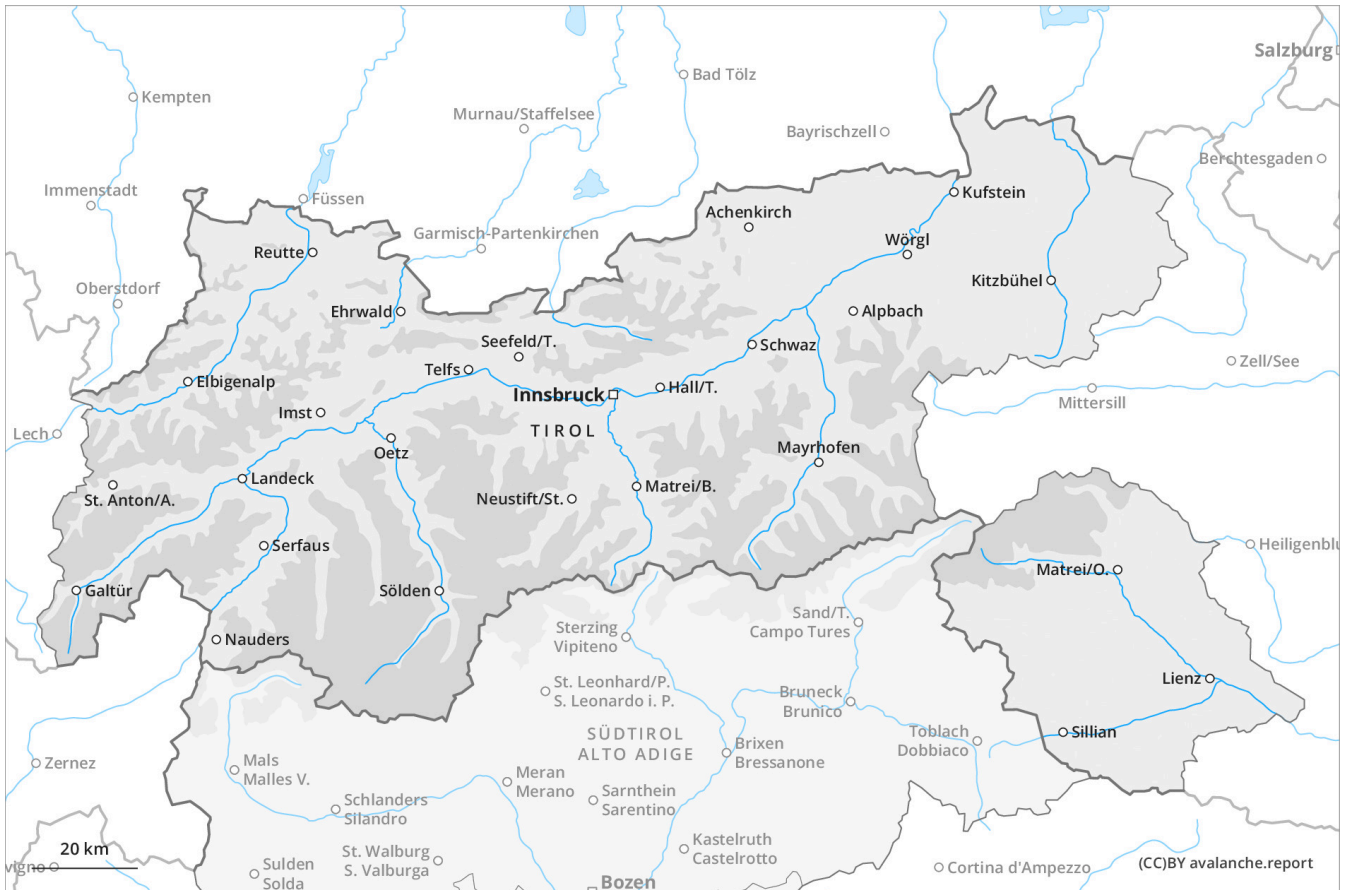 Salzburg
Bad Tölz
Kempten
Murnau/Staffelsee
Bayrischzell
Berchtesgaden
Immenstadt
Füssen
Kufstein
Achenkirch
Garmisch-Partenkirchen
Wörgl
Reutte
Kitzbühel
Oberstdorf
Ehrwald
Alpbach
Seefeld/T.
Schwaz
Zell/See
Telfs
Elbigenalp
Hall/T.
Innsbruck
Mittersill
Imst
TIROL
Lech
Mayrhofen
Oetz
Landeck
Matrei/B.
St. Anton/A.
Neustift/St.
Serfaus
Heiligenblu
Matrei/O.
Galtür
Sölden
Sand/T.
Campo Tures
Sterzing
Vipiteno
Nauders
Lienz
St. Leonhard/P.
S. Leonardo i. P.
Bruneck
Brunico
SÜDTIROL
ALTO ADIGE
Toblach
Dobbiaco
Sillian
Brixen
Bressanone
Zernez
Mals
Malles V.
Meran
Merano
Sarnthein
Sarentino
Schlanders
Silandro
Kastelruth
Castelrotto
20 km
St. Walburg
S. Valburga
vigno
Sulden
Solda
Cortina d'Ampezzo
(CC)BY avalanche.report
Bozen